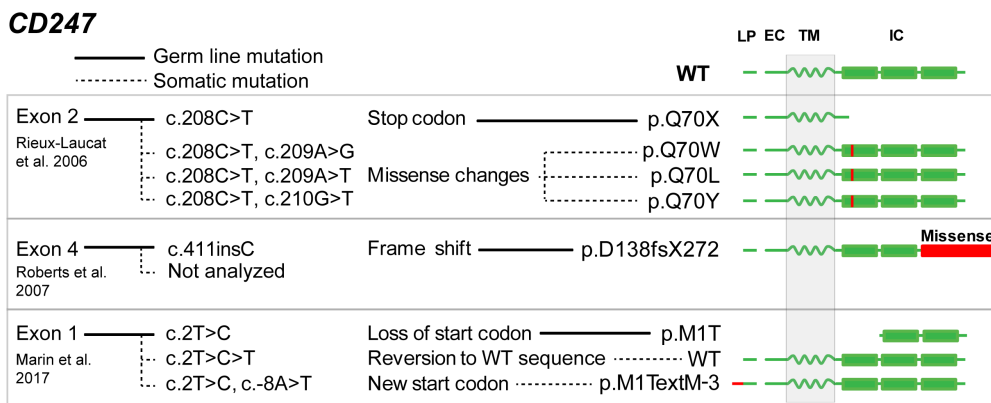 CD247
LP EC TM IC
Germ line mutation
Somatic mutation
WT
Exon 2 c.208C>T Stop codon p.Q70X
Rieux-Laucat
et al. 2006
c.208C>T, c.209A>G p.Q70W
c.208C>T, c.209A>T Missense changes p.Q70L
c.208C>T, c.210G>T p.Q70Y
Missense
Exon 4 c.411insC Frame shift p.D138fsX272
Roberts et al.
2007
Not analyzed
Exon 1 c.2T>C Loss of start codon p.M1T
Marin et al.
2017
c.2T>C>T Reversion to WT sequence WT
c.2T>C, c.-8A>T New start codon p.M1TextM-3